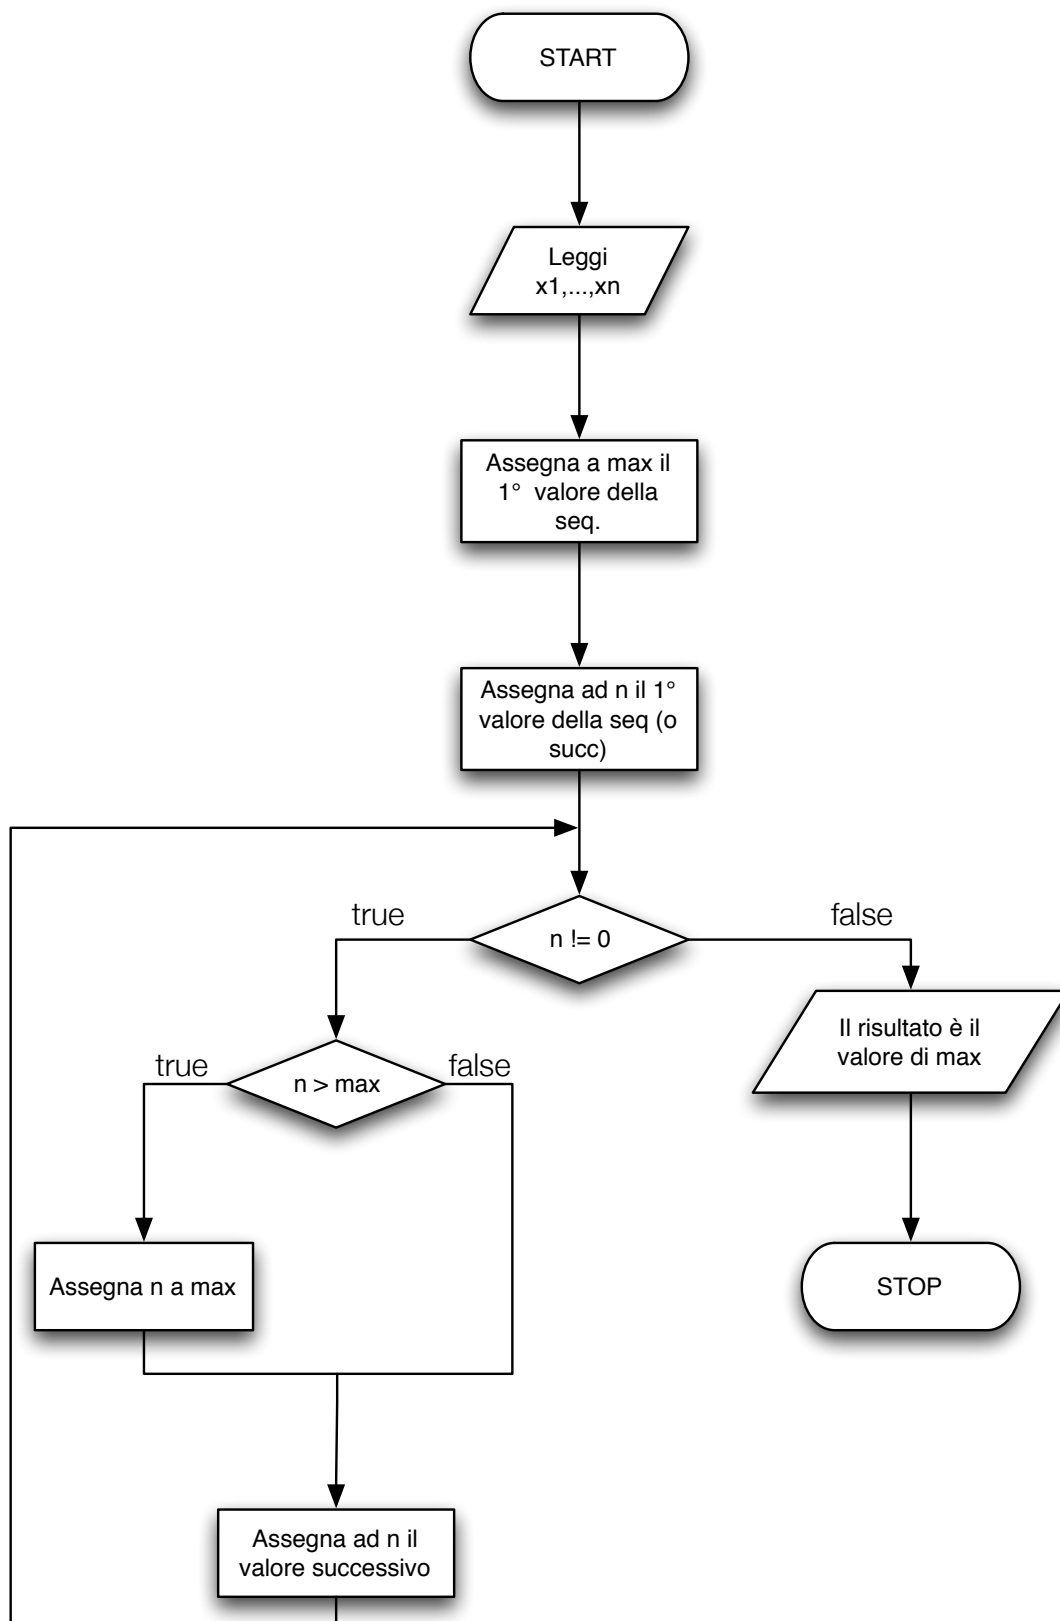 START
Leggi
x1,...,xn
Assegna a max il
1° valore della
seq.
Assegna ad n il 1°
valore della seq (o
succ)
true
false
n != 0
Il risultato è il
valore di max
true
false
n > max
Assegna n a max
STOP
Assegna ad n il
valore successivo